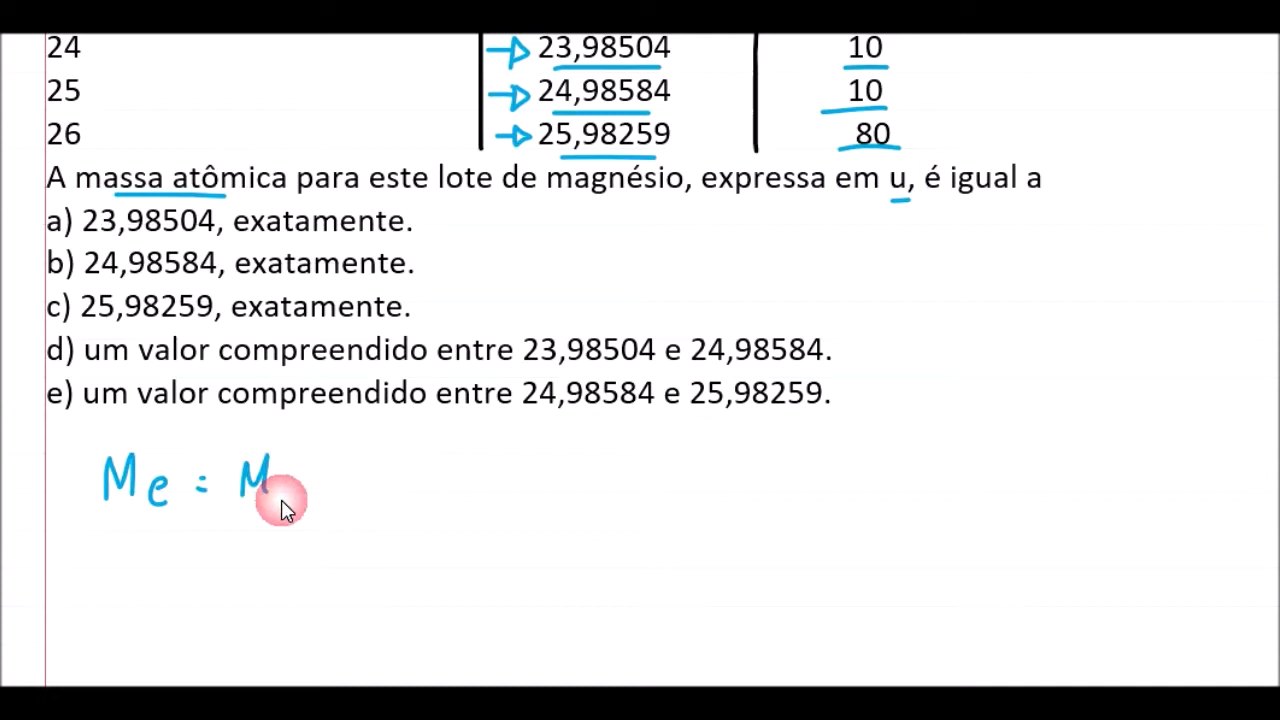 24 23,98504 10
25 24,98584 10
26 25,98259 80
A massa atômica para este lote de magnésio, expressa em u, é igual a
a) 23,98504, exatamente.
b) 24,98584, exatamente.
c) 25,98259, exatamente.
d) um valor compreendido entre 23,98504 e 24,98584.
e) um valor compreendido entre 24,98584 e 25,98259.
Me = M